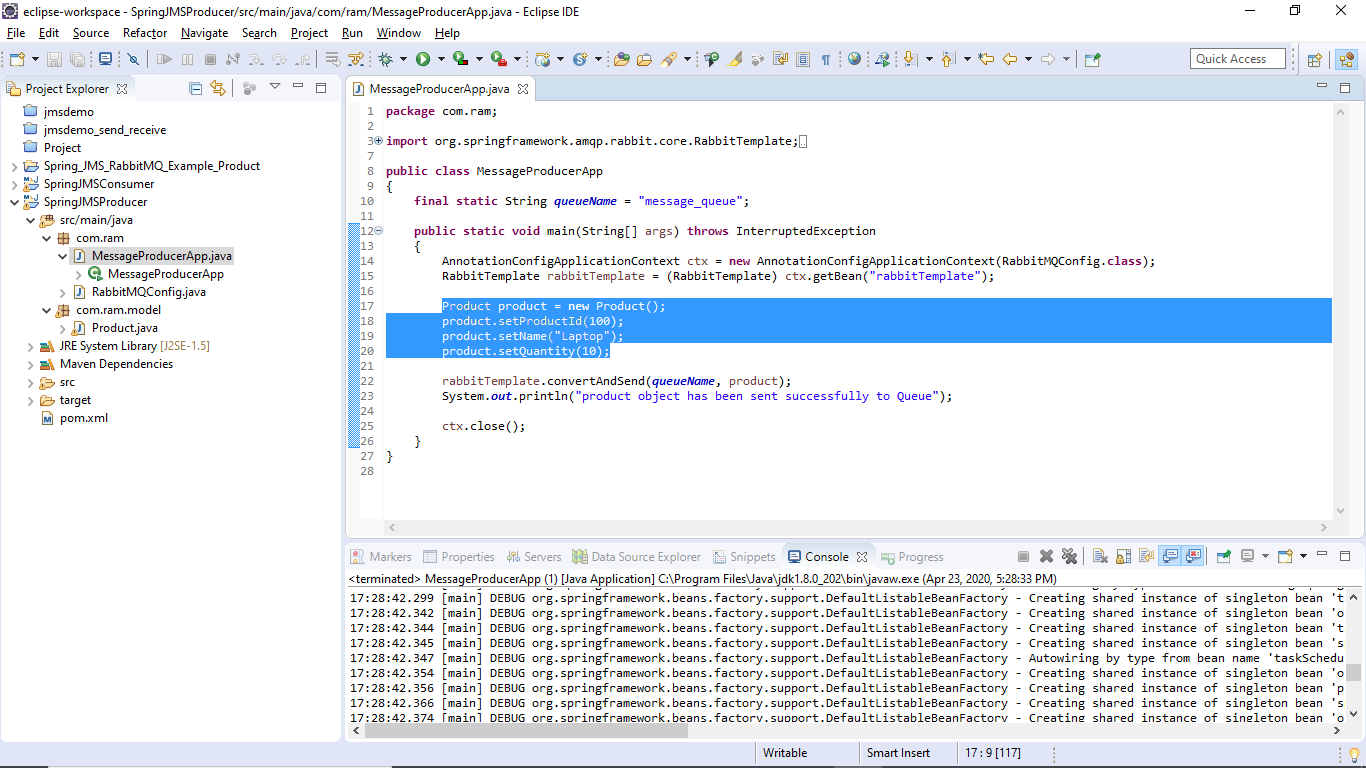 eclipse-workspace - SpringJMSProducer/src/main/java/com/ram/MessageProducerApp.java - Eclipse IDE
File Edit Source Refactor Navigate Search Project Run Window Help
Quick Access
Project Explorer
jmsdemo
jmsdemo_send_receive
Project
Spring_JMS_RabbitMQ_Example_Product
SpringJMSConsumer
SpringJMSProducer
src/main/java
com.ram
MessageProducerApp.java
MessageProducerApp
RabbitMQConfig.java
com.ram.model
Product.java
JRE System Library [J2SE-1.5]
Maven Dependencies
src
target
pom.xml
MessageProducerApp.java
1 package com.ram;
2
3 import org.springframework.amqp.rabbit.core.RabbitTemplate;
7
8 public class MessageProducerApp
9 {
10 final static String queueName = "message_queue";
11
12 public static void main(String[] args) throws InterruptedException
13 {
14 AnnotationConfigApplicationContext ctx = new AnnotationConfigApplicationContext(RabbitMQConfig.class);
15 RabbitTemplate rabbitTemplate = (RabbitTemplate) ctx.getBean("rabbitTemplate");
16
17 Product product = new Product();
18 product.setProductId(100);
19 product.setName("Laptop");
20 product.setQuantity(10);
21
22 rabbitTemplate.convertAndSend(queueName, product);
23 System.out.println("product object has been sent successfully to Queue");
24
25 ctx.close();
26 }
27 }
28
Markers Properties Servers Data Source Explorer Snippets Console Progress
<terminated> MessageProducerApp (1) [Java Application] C:\Program Files\Java\jdk1.8.0_202\bin\javaw.exe (Apr 23, 2020, 5:28:33 PM)
17:28:42.299 [main] DEBUG org.springframework.beans.factory.support.DefaultListableBeanFactory - Creating shared instance of singleton bean 't
17:28:42.342 [main] DEBUG org.springframework.beans.factory.support.DefaultListableBeanFactory - Creating shared instance of singleton bean 'o
17:28:42.344 [main] DEBUG org.springframework.beans.factory.support.DefaultListableBeanFactory - Creating shared instance of singleton bean 't
17:28:42.345 [main] DEBUG org.springframework.beans.factory.support.DefaultListableBeanFactory - Creating shared instance of singleton bean 's
17:28:42.347 [main] DEBUG org.springframework.beans.factory.support.DefaultListableBeanFactory - Autowiring by type from bean name 'taskSchedu
17:28:42.354 [main] DEBUG org.springframework.beans.factory.support.DefaultListableBeanFactory - Creating shared instance of singleton bean 'o
17:28:42.356 [main] DEBUG org.springframework.beans.factory.support.DefaultListableBeanFactory - Creating shared instance of singleton bean 'p
17:28:42.366 [main] DEBUG org.springframework.beans.factory.support.DefaultListableBeanFactory - Creating shared instance of singleton bean 's
17:28:42.374 [main] DEBUG org.springframework.beans.factory.support.DefaultListableBeanFactory - Creating shared instance of singleton bean 'o
Writable Smart Insert 17 : 9 [117]